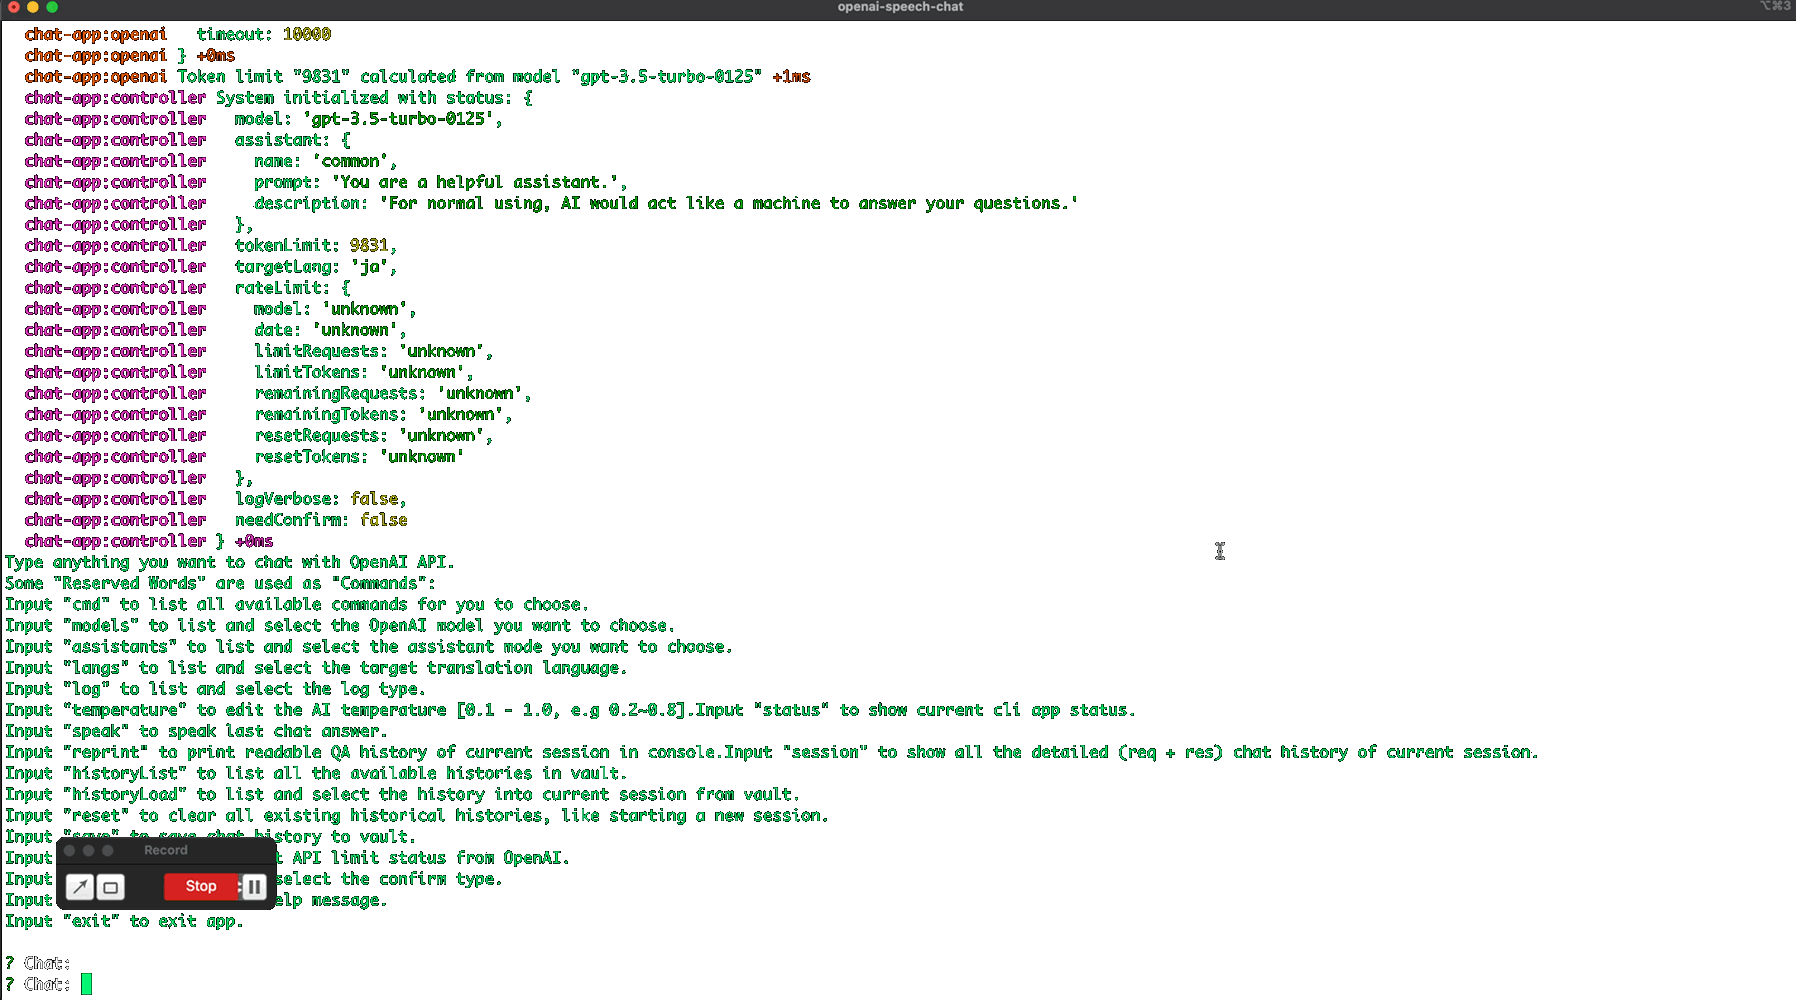 openai-speech-chat
⌥⌘3
chat-app:openai   timeout: 10000
chat-app:openai } +0ms
chat-app:openai Token limit "9831" calculated from model "gpt-3.5-turbo-0125" +1ms
chat-app:controller System initialized with status: {
chat-app:controller   model: 'gpt-3.5-turbo-0125',
chat-app:controller   assistant: {
chat-app:controller     name: 'common',
chat-app:controller     prompt: 'You are a helpful assistant.',
chat-app:controller     description: 'For normal using, AI would act like a machine to answer your questions.'
chat-app:controller   },
chat-app:controller   tokenLimit: 9831,
chat-app:controller   targetLang: 'ja',
chat-app:controller   rateLimit: {
chat-app:controller     model: 'unknown',
chat-app:controller     date: 'unknown',
chat-app:controller     limitRequests: 'unknown',
chat-app:controller     limitTokens: 'unknown',
chat-app:controller     remainingRequests: 'unknown',
chat-app:controller     remainingTokens: 'unknown',
chat-app:controller     resetRequests: 'unknown',
chat-app:controller     resetTokens: 'unknown'
chat-app:controller   },
chat-app:controller   logVerbose: false,
chat-app:controller   needConfirm: false
chat-app:controller } +0ms
Type anything you want to chat with OpenAI API.
Some "Reserved Words" are used as "Commands":
Input "cmd" to list all available commands for you to choose.
Input "models" to list and select the OpenAI model you want to choose.
Input "assistants" to list and select the assistant mode you want to choose.
Input "langs" to list and select the target translation language.
Input "log" to list and select the log type.
Input "temperature" to edit the AI temperature [0.1 - 1.0, e.g 0.2~0.8].Input "status" to show current cli app status.
Input "speak" to speak last chat answer.
Input "reprint" to print readable QA history of current session in console.Input "session" to show all the detailed (req + res) chat history of current session.
Input "historyList" to list all the available histories in vault.
Input "historyLoad" to list and select the history into current session from vault.
Input "reset" to clear all existing historical histories, like starting a new session.
Input "save" to save chat history to vault.
Input API limit status from OpenAI.
Input select the confirm type.
Input elp message.
Input "exit" to exit app.
Record
Stop
? Chat:
? Chat: